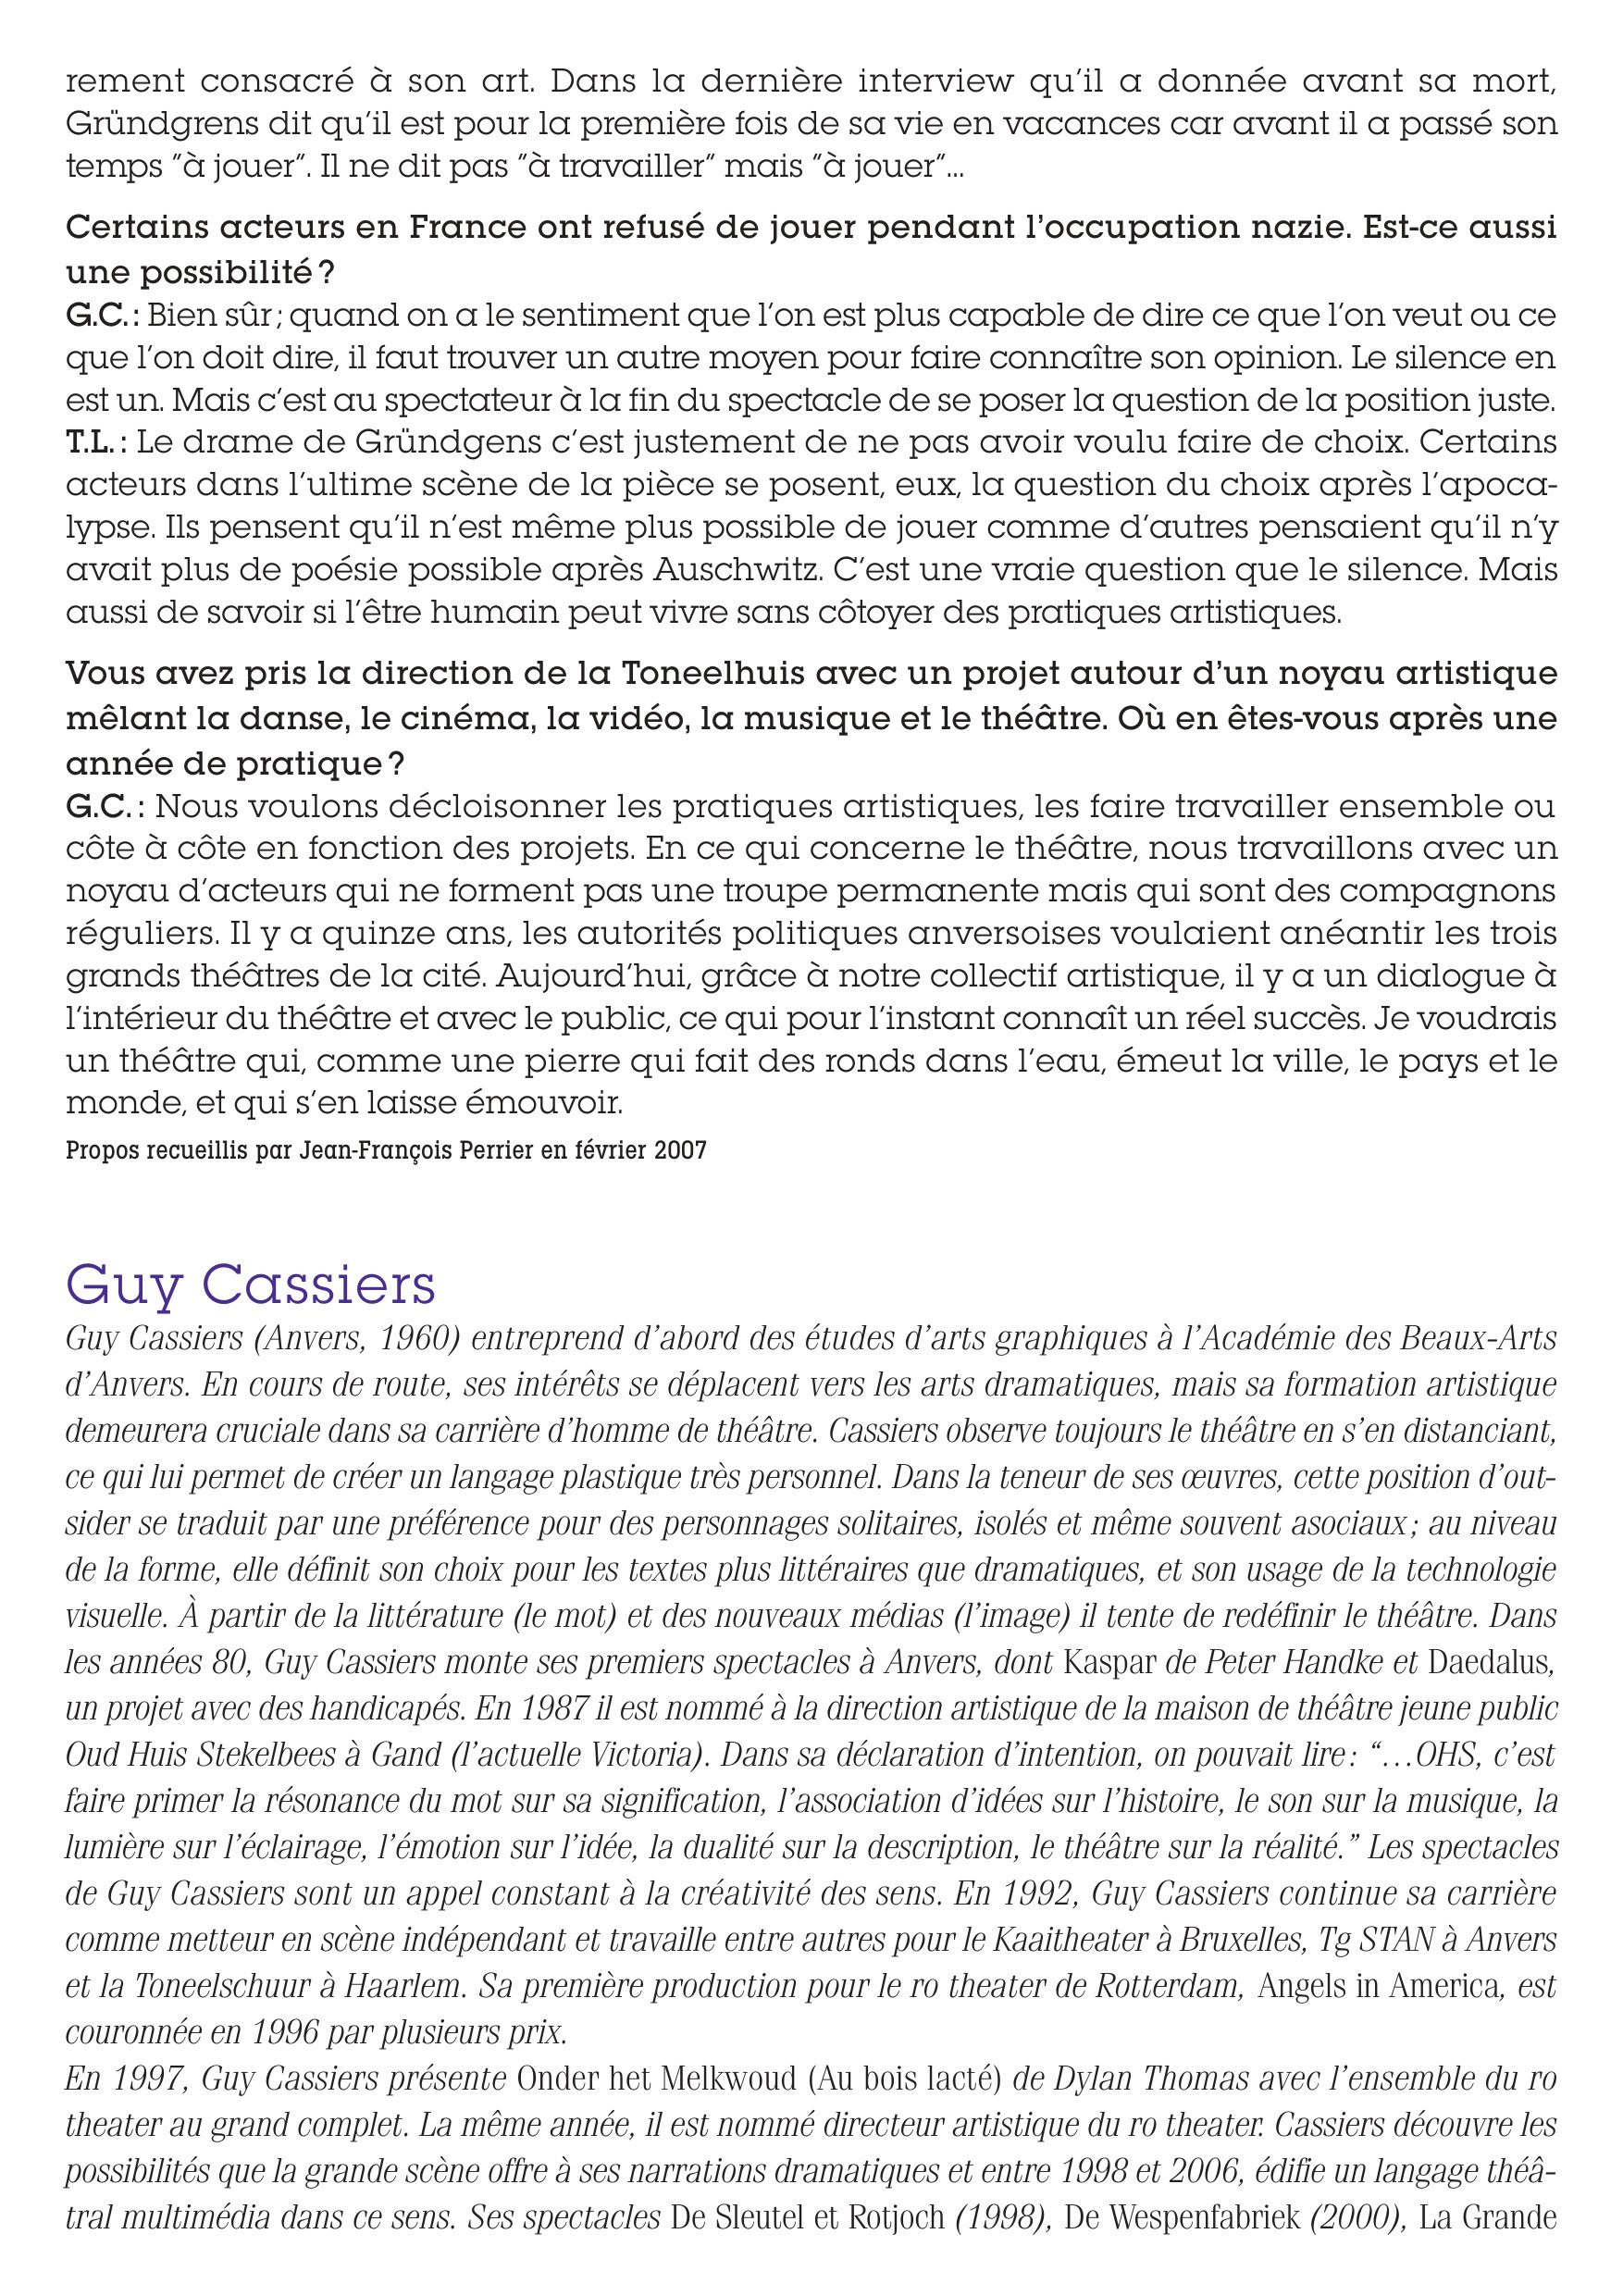 rement consacré à son art. Dans la dernière interview qu’il a donnée avant sa mort,
Gründgrens dit qu’il est pour la première fois de sa vie en vacances car avant il a passé son
temps “à jouer”. Il ne dit pas “à travailler” mais “à jouer”...
Certains acteurs en France ont refusé de jouer pendant l’occupation nazie. Est-ce aussi
une possibilité ?
G.C. : Bien sûr ; quand on a le sentiment que l’on est plus capable de dire ce que l’on veut ou ce
que l’on doit dire, il faut trouver un autre moyen pour faire connaître son opinion. Le silence en
est un. Mais c’est au spectateur à la fin du spectacle de se poser la question de la position juste.
T.L. : Le drame de Gründgens c’est justement de ne pas avoir voulu faire de choix. Certains
acteurs dans l’ultime scène de la pièce se posent, eux, la question du choix après l’apoca-
lypse. Ils pensent qu’il n’est même plus possible de jouer comme d’autres pensaient qu’il n’y
avait plus de poésie possible après Auschwitz. C’est une vraie question que le silence. Mais
aussi de savoir si l’être humain peut vivre sans côtoyer des pratiques artistiques.
Vous avez pris la direction de la Toneelhuis avec un projet autour d’un noyau artistique
mêlant la danse, le cinéma, la vidéo, la musique et le théâtre. Où en êtes-vous après une
année de pratique ?
G.C. : Nous voulons décloisonner les pratiques artistiques, les faire travailler ensemble ou
côte à côte en fonction des projets. En ce qui concerne le théâtre, nous travaillons avec un
noyau d’acteurs qui ne forment pas une troupe permanente mais qui sont des compagnons
réguliers. Il y a quinze ans, les autorités politiques anversoises voulaient anéantir les trois
grands théâtres de la cité. Aujourd’hui, grâce à notre collectif artistique, il y a un dialogue à
l’intérieur du théâtre et avec le public, ce qui pour l’instant connaît un réel succès. Je voudrais
un théâtre qui, comme une pierre qui fait des ronds dans l’eau, émeut la ville, le pays et le
monde, et qui s’en laisse émouvoir.
Propos recueillis par Jean-François Perrier en février 2007
Guy Cassiers
Guy Cassiers (Anvers, 1960) entreprend d’abord des études d’arts graphiques à l’Académie des Beaux-Arts
d’Anvers. En cours de route, ses intérêts se déplacent vers les arts dramatiques, mais sa formation artistique
demeurera cruciale dans sa carrière d’homme de théâtre. Cassiers observe toujours le théâtre en s’en distanciant,
ce qui lui permet de créer un langage plastique très personnel. Dans la teneur de ses œuvres, cette position d’out-
sider se traduit par une préférence pour des personnages solitaires, isolés et même souvent asociaux ; au niveau
de la forme, elle définit son choix pour les textes plus littéraires que dramatiques, et son usage de la technologie
visuelle. À partir de la littérature (le mot) et des nouveaux médias (l’image) il tente de redéfinir le théâtre. Dans
les années 80, Guy Cassiers monte ses premiers spectacles à Anvers, dont Kaspar de Peter Handke et Daedalus,
un projet avec des handicapés. En 1987 il est nommé à la direction artistique de la maison de théâtre jeune public
Oud Huis Stekelbees à Gand (l’actuelle Victoria). Dans sa déclaration d’intention, on pouvait lire : “…OHS, c’est
faire primer la résonance du mot sur sa signification, l’association d’idées sur l’histoire, le son sur la musique, la
lumière sur l’éclairage, l’émotion sur l’idée, la dualité sur la description, le théâtre sur la réalité.” Les spectacles
de Guy Cassiers sont un appel constant à la créativité des sens. En 1992, Guy Cassiers continue sa carrière
comme metteur en scène indépendant et travaille entre autres pour le Kaaitheater à Bruxelles, Tg STAN à Anvers
et la Toneelschuur à Haarlem. Sa première production pour le ro theater de Rotterdam, Angels in America, est
couronnée en 1996 par plusieurs prix.
En 1997, Guy Cassiers présente Onder het Melkwoud (Au bois lacté) de Dylan Thomas avec l’ensemble du ro
theater au grand complet. La même année, il est nommé directeur artistique du ro theater. Cassiers découvre les
possibilités que la grande scène offre à ses narrations dramatiques et entre 1998 et 2006, édifie un langage théâ-
tral multimédia dans ce sens. Ses spectacles De Sleutel et Rotjoch (1998), De Wespenfabriek (2000), La Grande